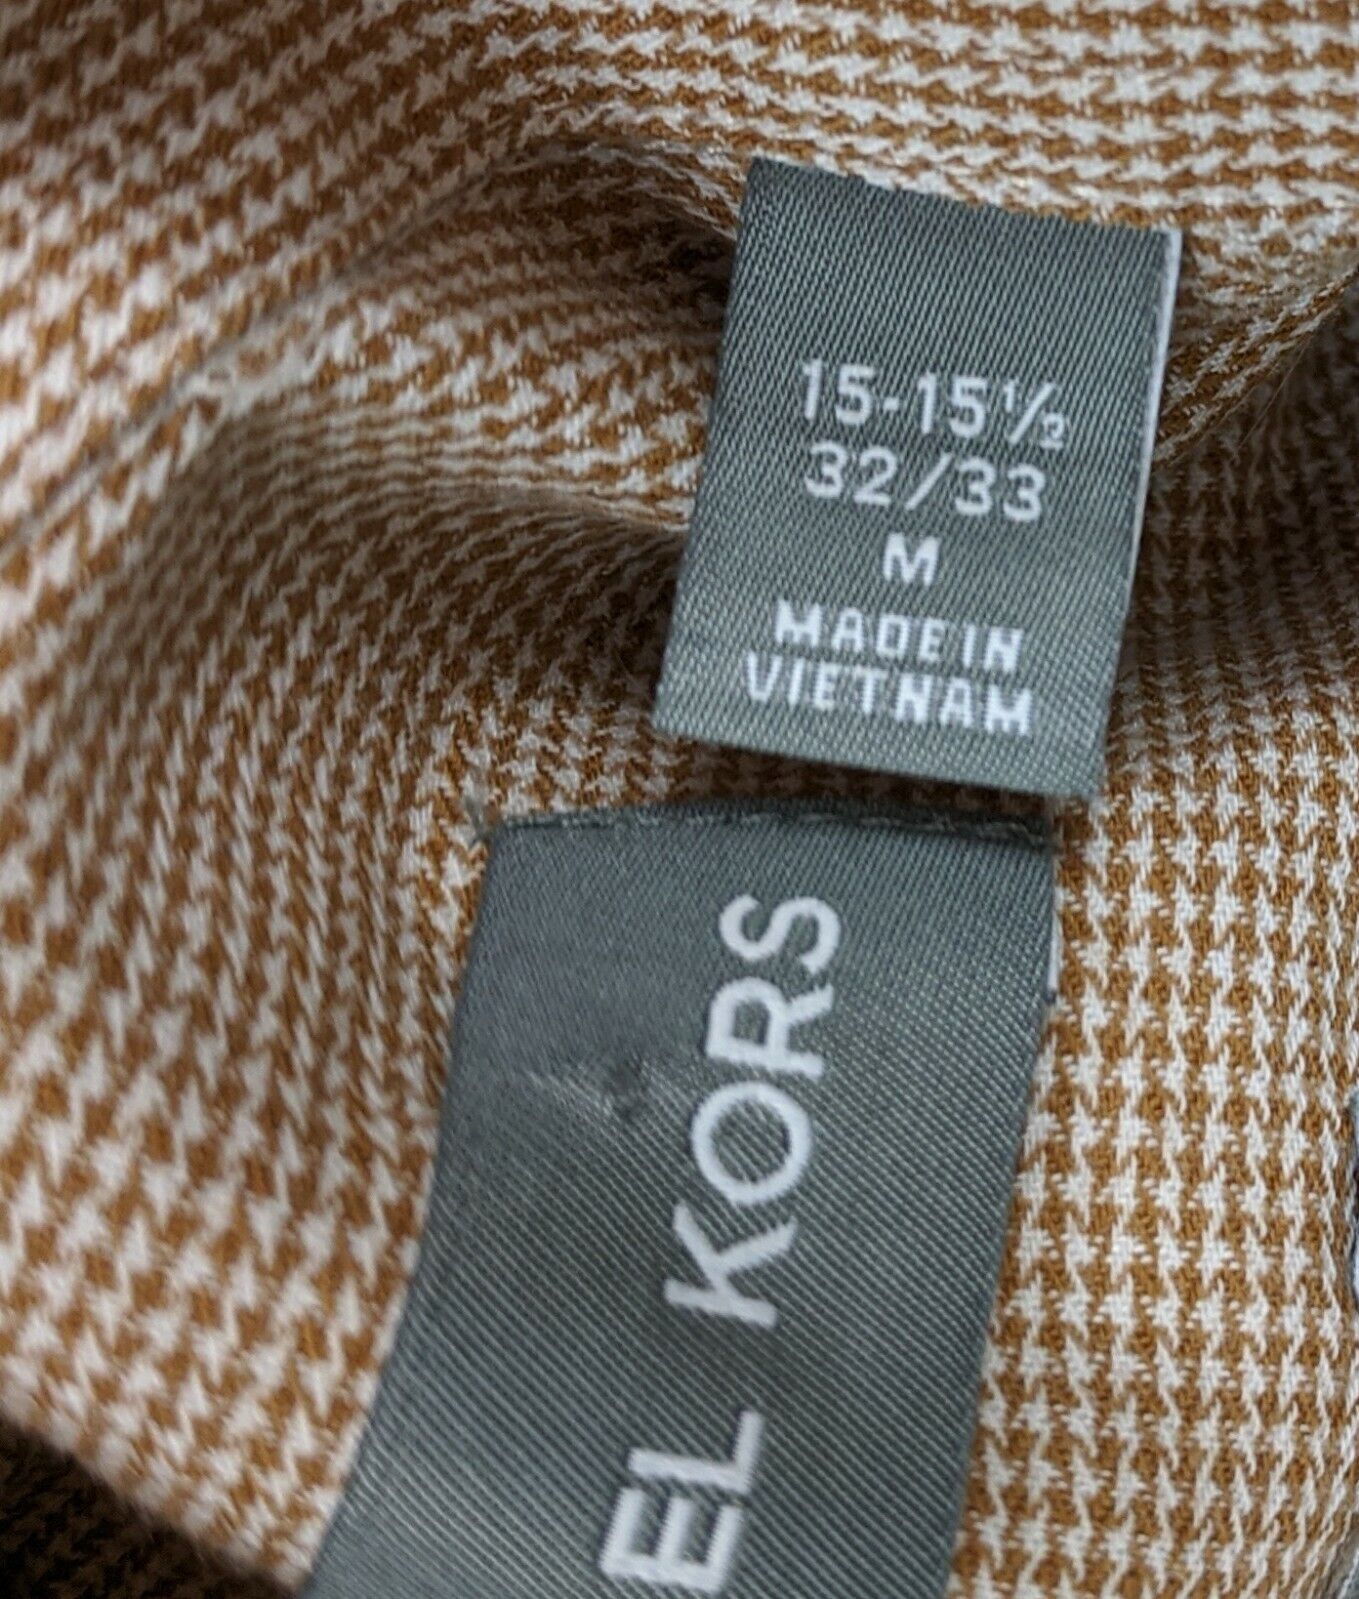 15-15½
32/33
M
MADE IN
VIETNAM
EL KORS